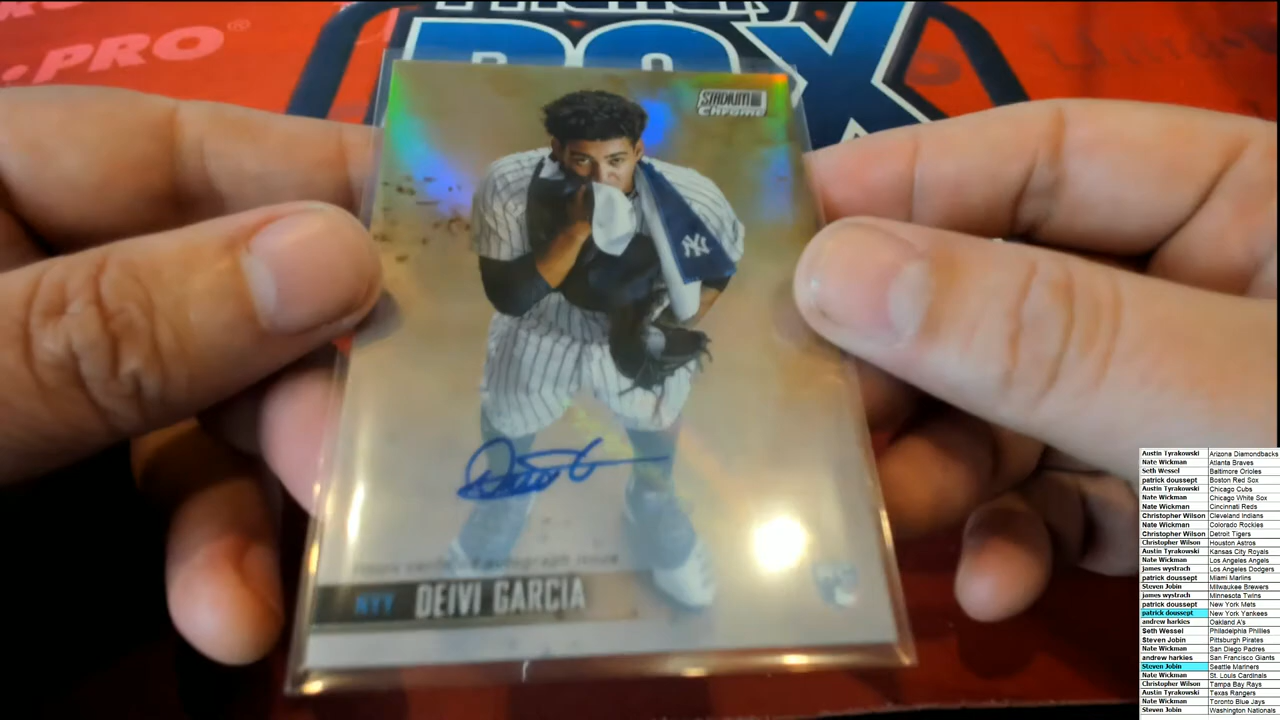 .PRO®
BOX
STADIUM
Chrome
NY
NYY
Austin Tyrakowski Arizona Diamondbacks
Nate Wickman Atlanta Braves
Seth Wessel Baltimore Orioles
patrick doussept Boston Red Sox
Austin Tyrakowski Chicago Cubs
Nate Wickman Chicago White Sox
Nate Wickman Cincinnati Reds
Christopher Wilson Cleveland Indians
Nate Wickman Colorado Rockies
Christopher Wilson Detroit Tigers
Christopher Wilson Houston Astros
Austin Tyrakowski Kansas City Royals
Nate Wickman Los Angeles Angels
james wystrach Los Angeles Dodgers
patrick doussept Miami Marlins
Steven Jobin Milwaukee Brewers
james wystrach Minnesota Twins
patrick doussept New York Mets
patrick doussept New York Yankees
andrew harkies Oakland A's
Seth Wessel Philadelphia Phillies
Steven Jobin Pittsburgh Pirates
Nate Wickman San Diego Padres
andrew harkies San Francisco Giants
Steven Jobin Seattle Mariners
Nate Wickman St. Louis Cardinals
Christopher Wilson Tampa Bay Rays
Austin Tyrakowski Texas Rangers
Nate Wickman Toronto Blue Jays
Steven Jobin Washington Nationals